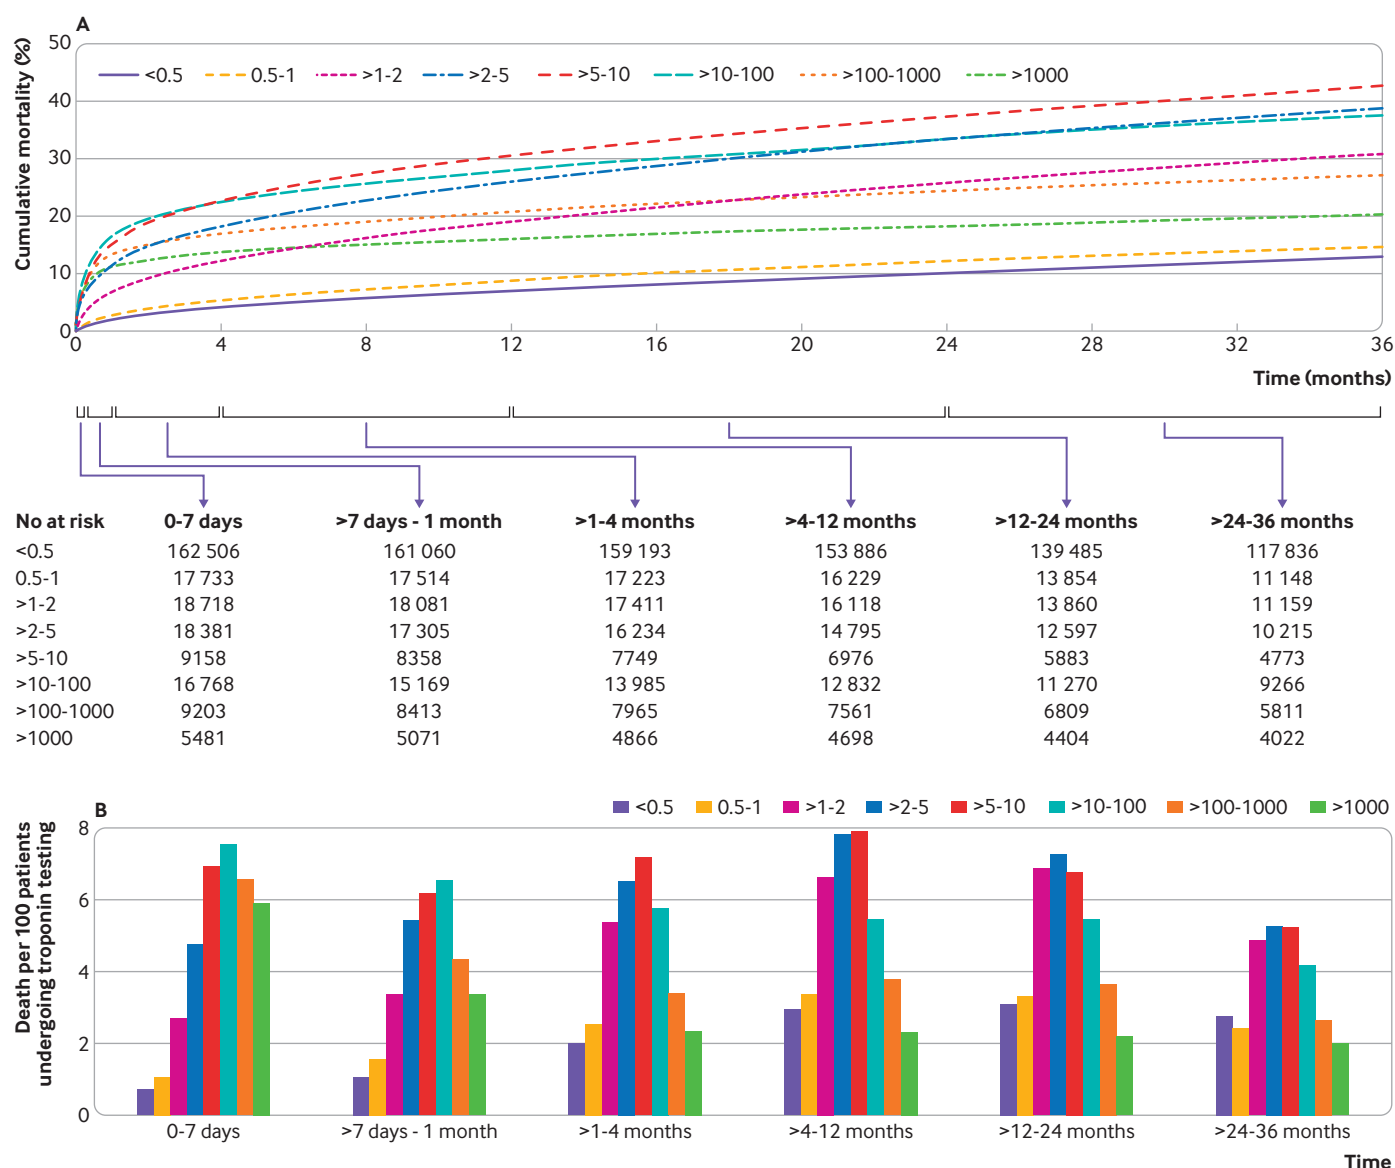 A
Cumulative mortality (%)
50
40
30
20
10
0
<0.5 0.5-1 >1-2 >2-5 >5-10 >10-100 >100-1000 >1000
0 4 8 12 16 20 24 28 32 36
Time (months)
No at risk 0-7 days >7 days - 1 month >1-4 months >4-12 months >12-24 months >24-36 months
<0.5 162 506 161 060 159 193 153 886 139 485 117 836
0.5-1 17 733 17 514 17 223 16 229 13 854 11 148
>1-2 18 718 18 081 17 411 16 118 13 860 11 159
>2-5 18 381 17 305 16 234 14 795 12 597 10 215
>5-10 9158 8358 7749 6976 5883 4773
>10-100 16 768 15 169 13 985 12 832 11 270 9266
>100-1000 9203 8413 7965 7561 6809 5811
>1000 5481 5071 4866 4698 4404 4022
B
<0.5 0.5-1 >1-2 >2-5 >5-10 >10-100 >100-1000 >1000
Death per 100 patients
undergoing troponin testing
8
6
4
2
0
0-7 days >7 days - 1 month >1-4 months >4-12 months >12-24 months >24-36 months
Time